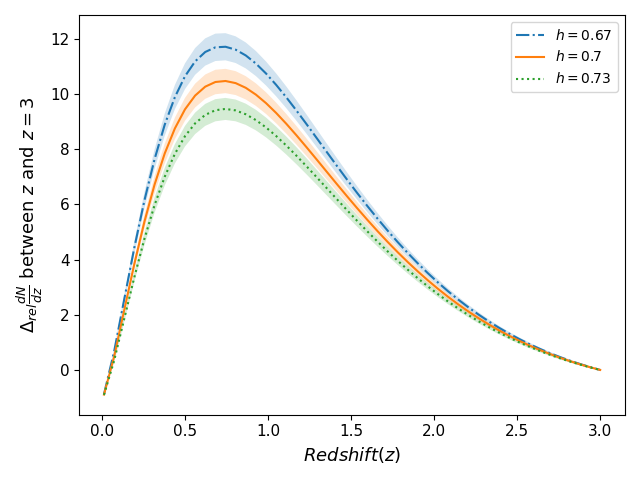 h = 0.67
h = 0.7
h = 0.73
Δ_rel dN/dz between z and z = 3
12
10
8
6
4
2
0
0.0 0.5 1.0 1.5 2.0 2.5 3.0
Redshift(z)